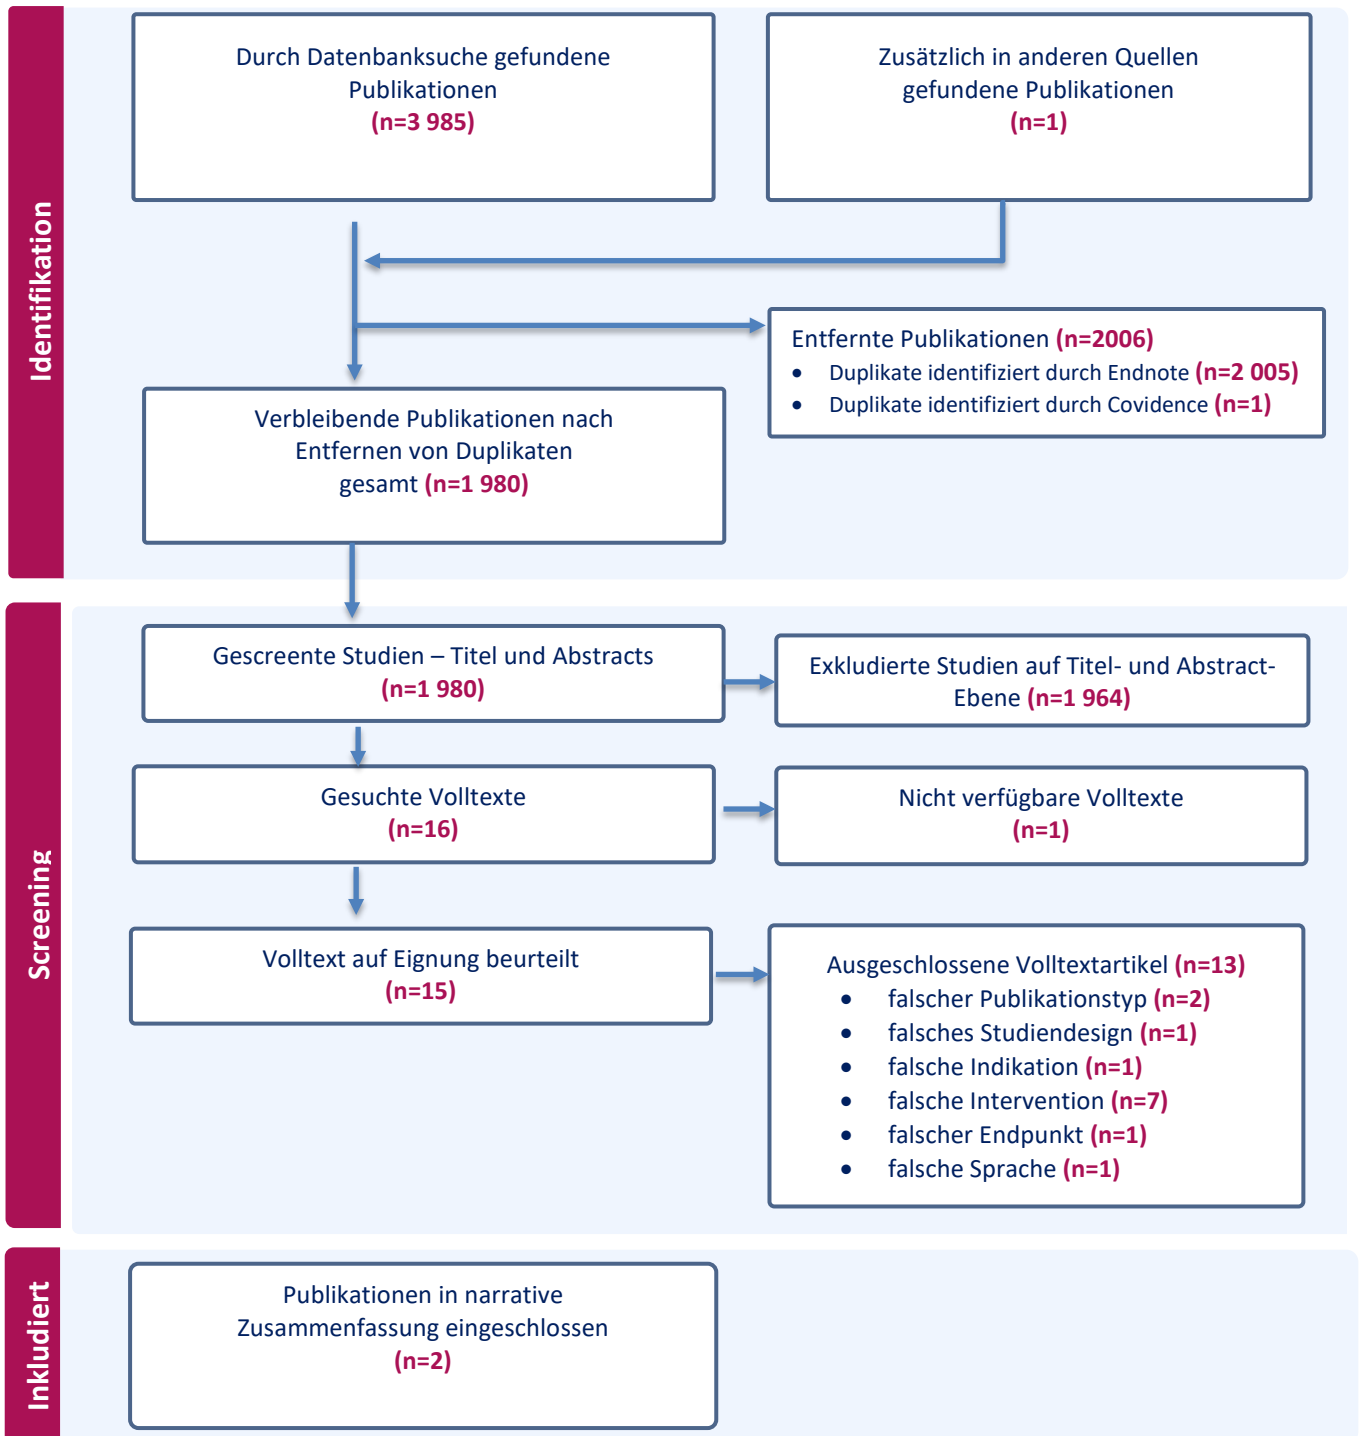 Identifikation
Durch Datenbanksuche gefundene
Publikationen
(n=3 985)
Zusätzlich in anderen Quellen
gefundene Publikationen
(n=1)
Entfernte Publikationen (n=2006)
• Duplikate identifiziert durch Endnote (n=2 005)
• Duplikate identifiziert durch Covidence (n=1)
Verbleibende Publikationen nach
Entfernen von Duplikaten
gesamt (n=1 980)
Screening
Gescreente Studien – Titel und Abstracts
(n=1 980)
Exkludierte Studien auf Titel- und Abstract-
Ebene (n=1 964)
Gesuchte Volltexte
(n=16)
Nicht verfügbare Volltexte
(n=1)
Volltext auf Eignung beurteilt
(n=15)
Ausgeschlossene Volltextartikel (n=13)
• falscher Publikationstyp (n=2)
• falsches Studiendesign (n=1)
• falsche Indikation (n=1)
• falsche Intervention (n=7)
• falscher Endpunkt (n=1)
• falsche Sprache (n=1)
Inkludiert
Publikationen in narrative
Zusammenfassung eingeschlossen
(n=2)